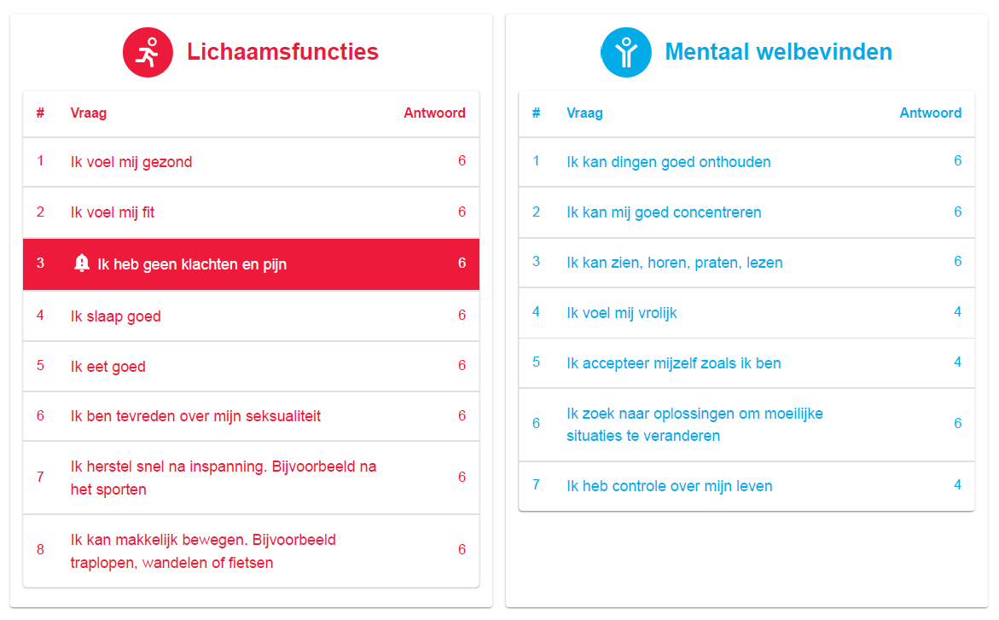 Lichaamsfuncties
# Vraag Antwoord
1 Ik voel mij gezond 6
2 Ik voel mij fit 6
3 Ik heb geen klachten en pijn 6
4 Ik slaap goed 6
5 Ik eet goed 6
6 Ik ben tevreden over mijn seksualiteit 6
7 Ik herstel snel na inspanning. Bijvoorbeeld na 6
het sporten
8 Ik kan makkelijk bewegen. Bijvoorbeeld 6
traplopen, wandelen of fietsen
Mentaal welbevinden
# Vraag Antwoord
1 Ik kan dingen goed onthouden 6
2 Ik kan mij goed concentreren 6
3 Ik kan zien, horen, praten, lezen 6
4 Ik voel mij vrolijk 4
5 Ik accepteer mijzelf zoals ik ben 4
6 Ik zoek naar oplossingen om moeilijke 6
situaties te veranderen
7 Ik heb controle over mijn leven 4